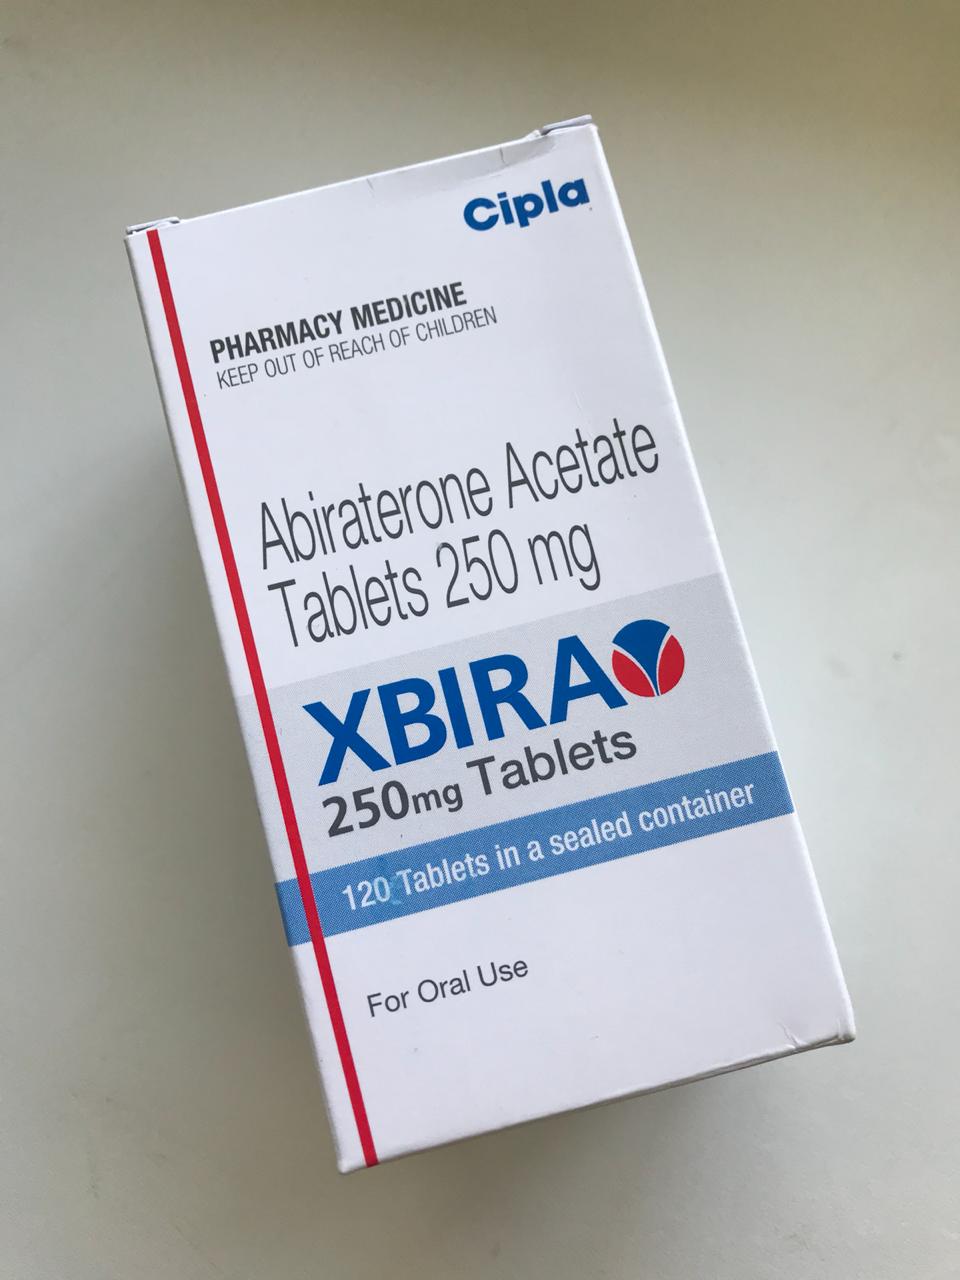 Cipla
PHARMACY MEDICINE
KEEP OUT OF REACH OF CHILDREN
Abiraterone Acetate
Tablets 250 mg
XBIRA
250mg Tablets
120 Tablets in a sealed container
For Oral Use